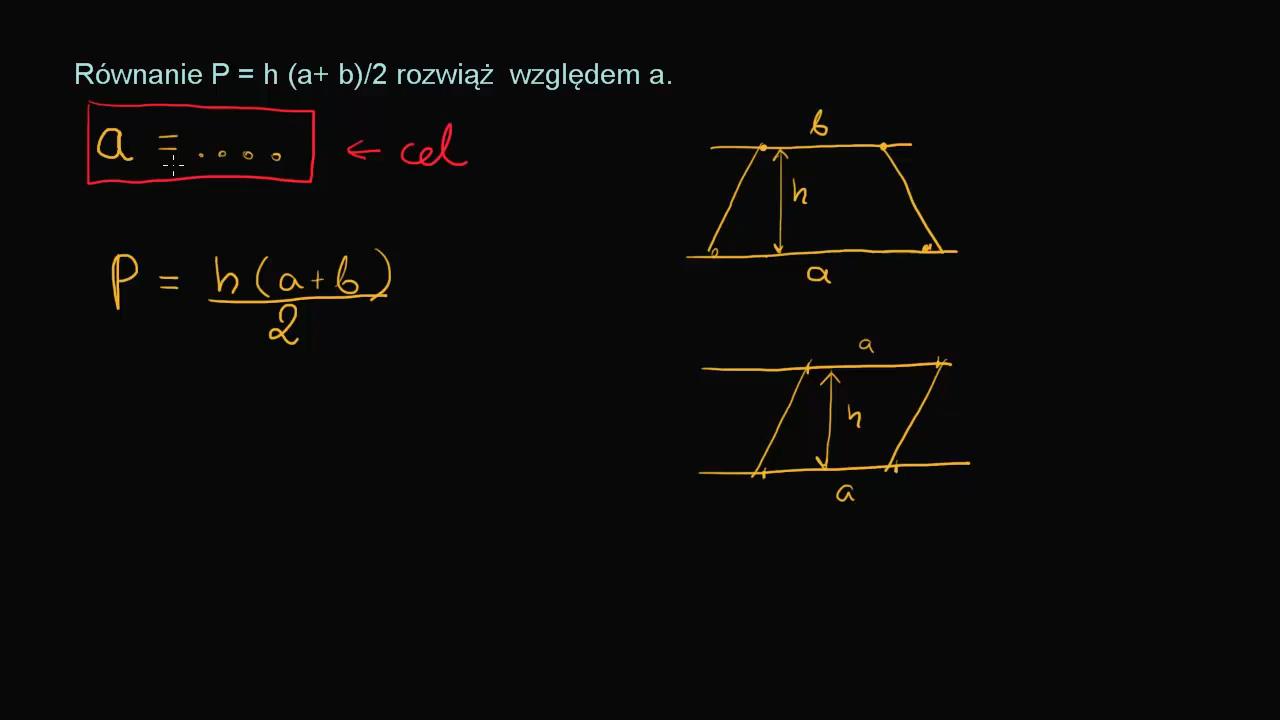 Równanie P = h (a+ b)/2 rozwiąż względem a.
a = .... ← cel
P = h(a+b)
2
b
h
a
a
h
a